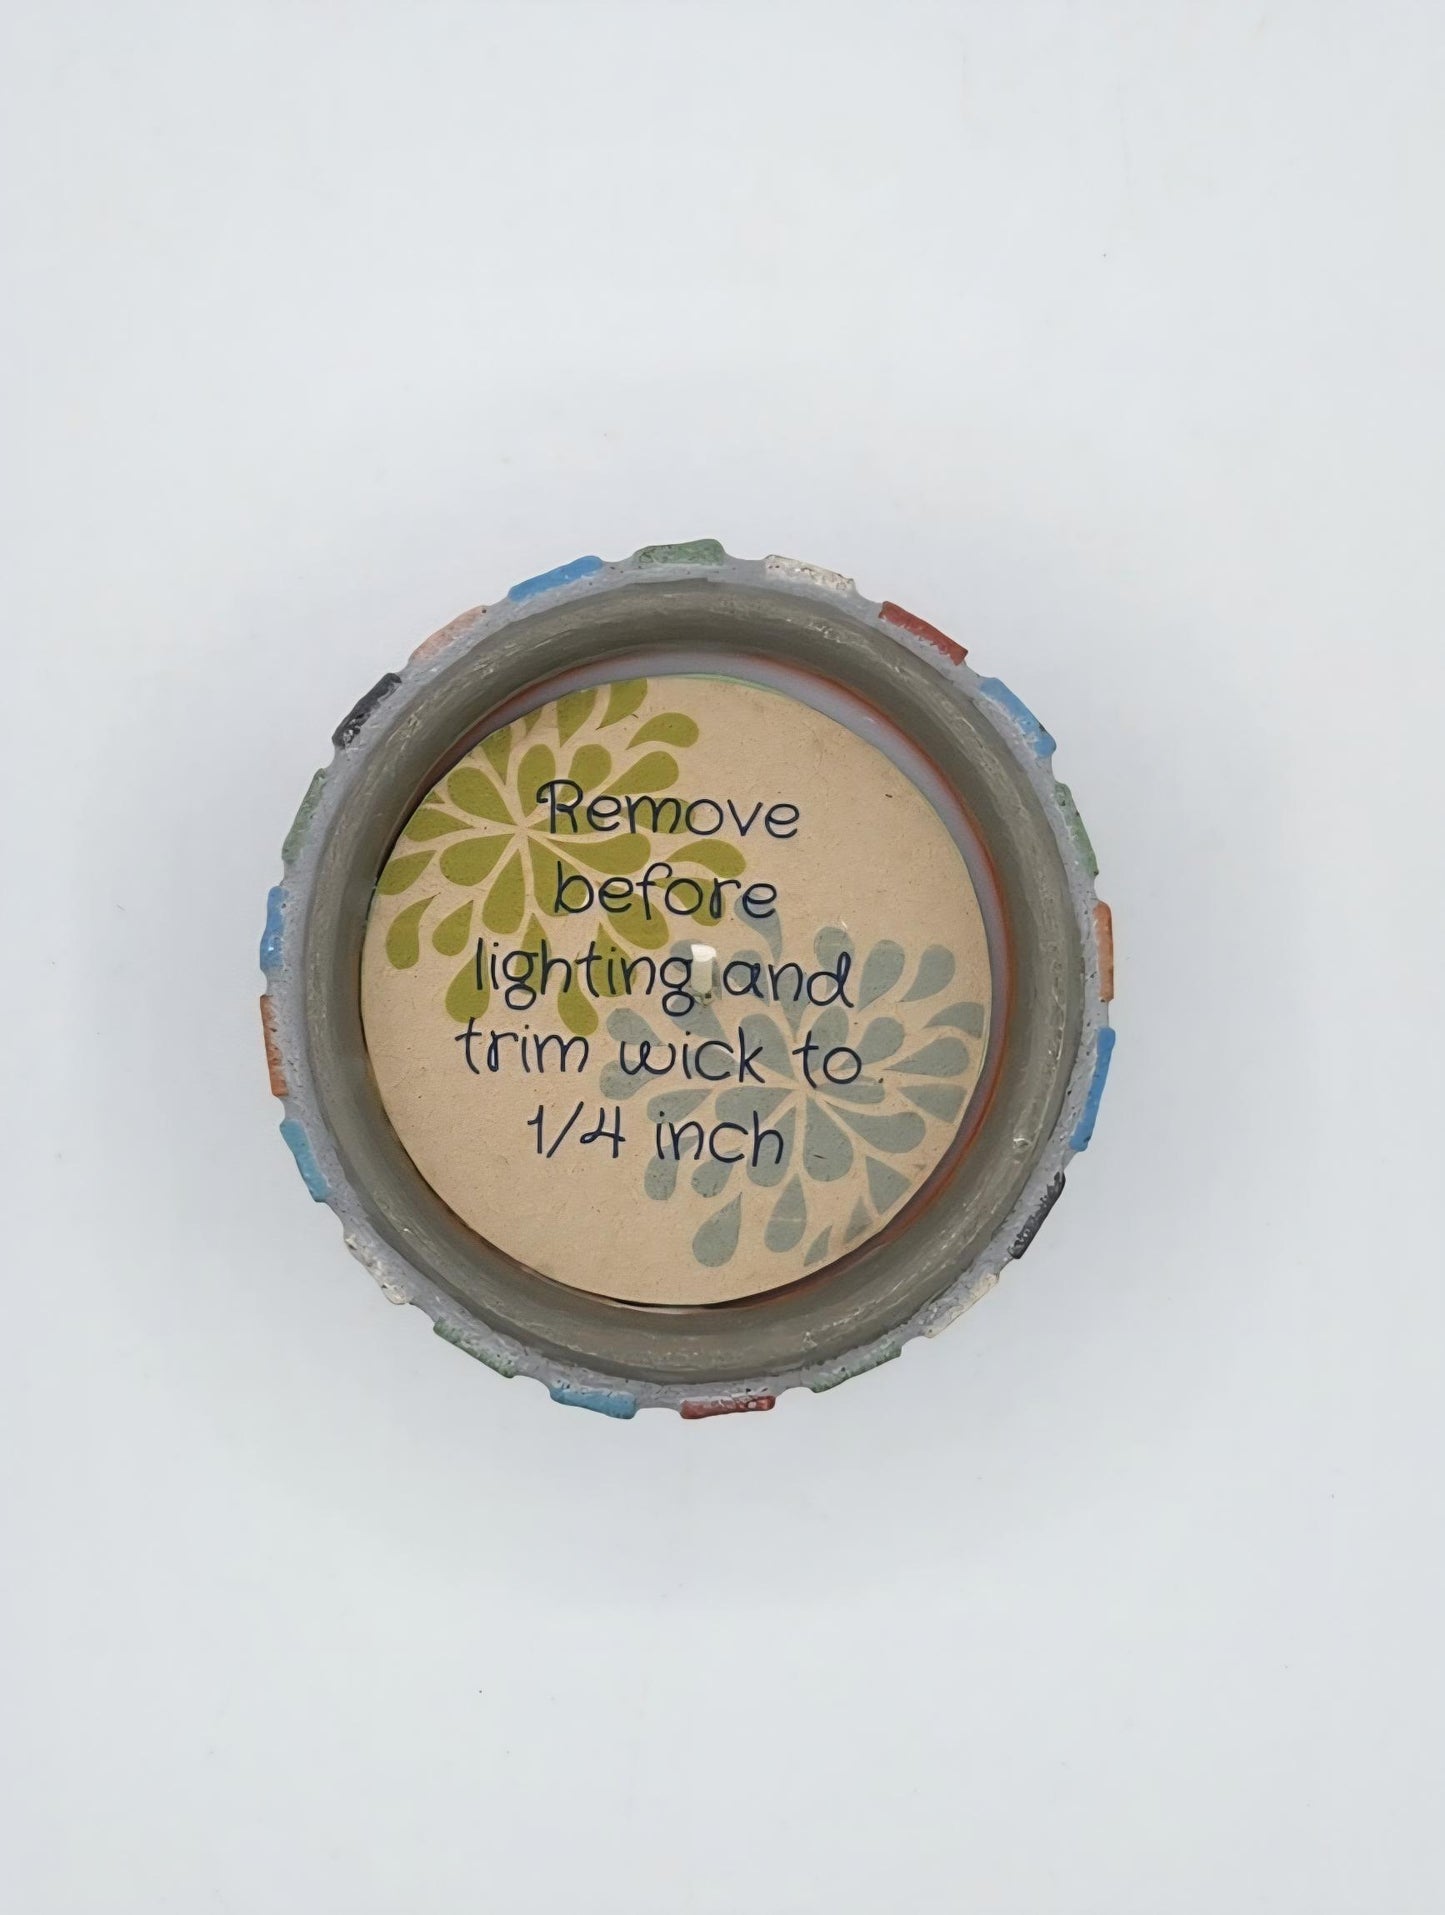 Remove
before
lighting and
trim wick to
1/4 inch